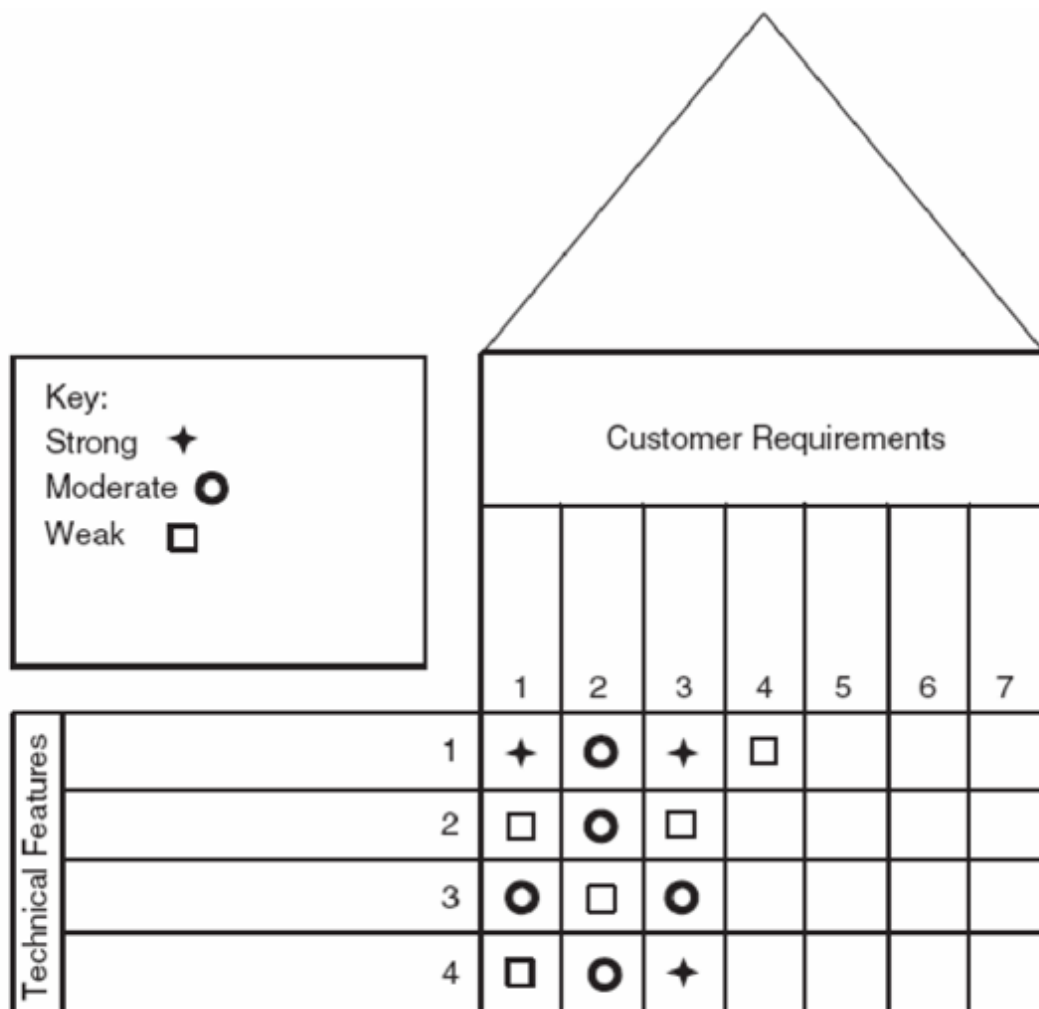 Key:
Strong
Moderate
Weak
Customer Requirements
1 2 3 4 5 6 7
Technical Features
1
2
3
4